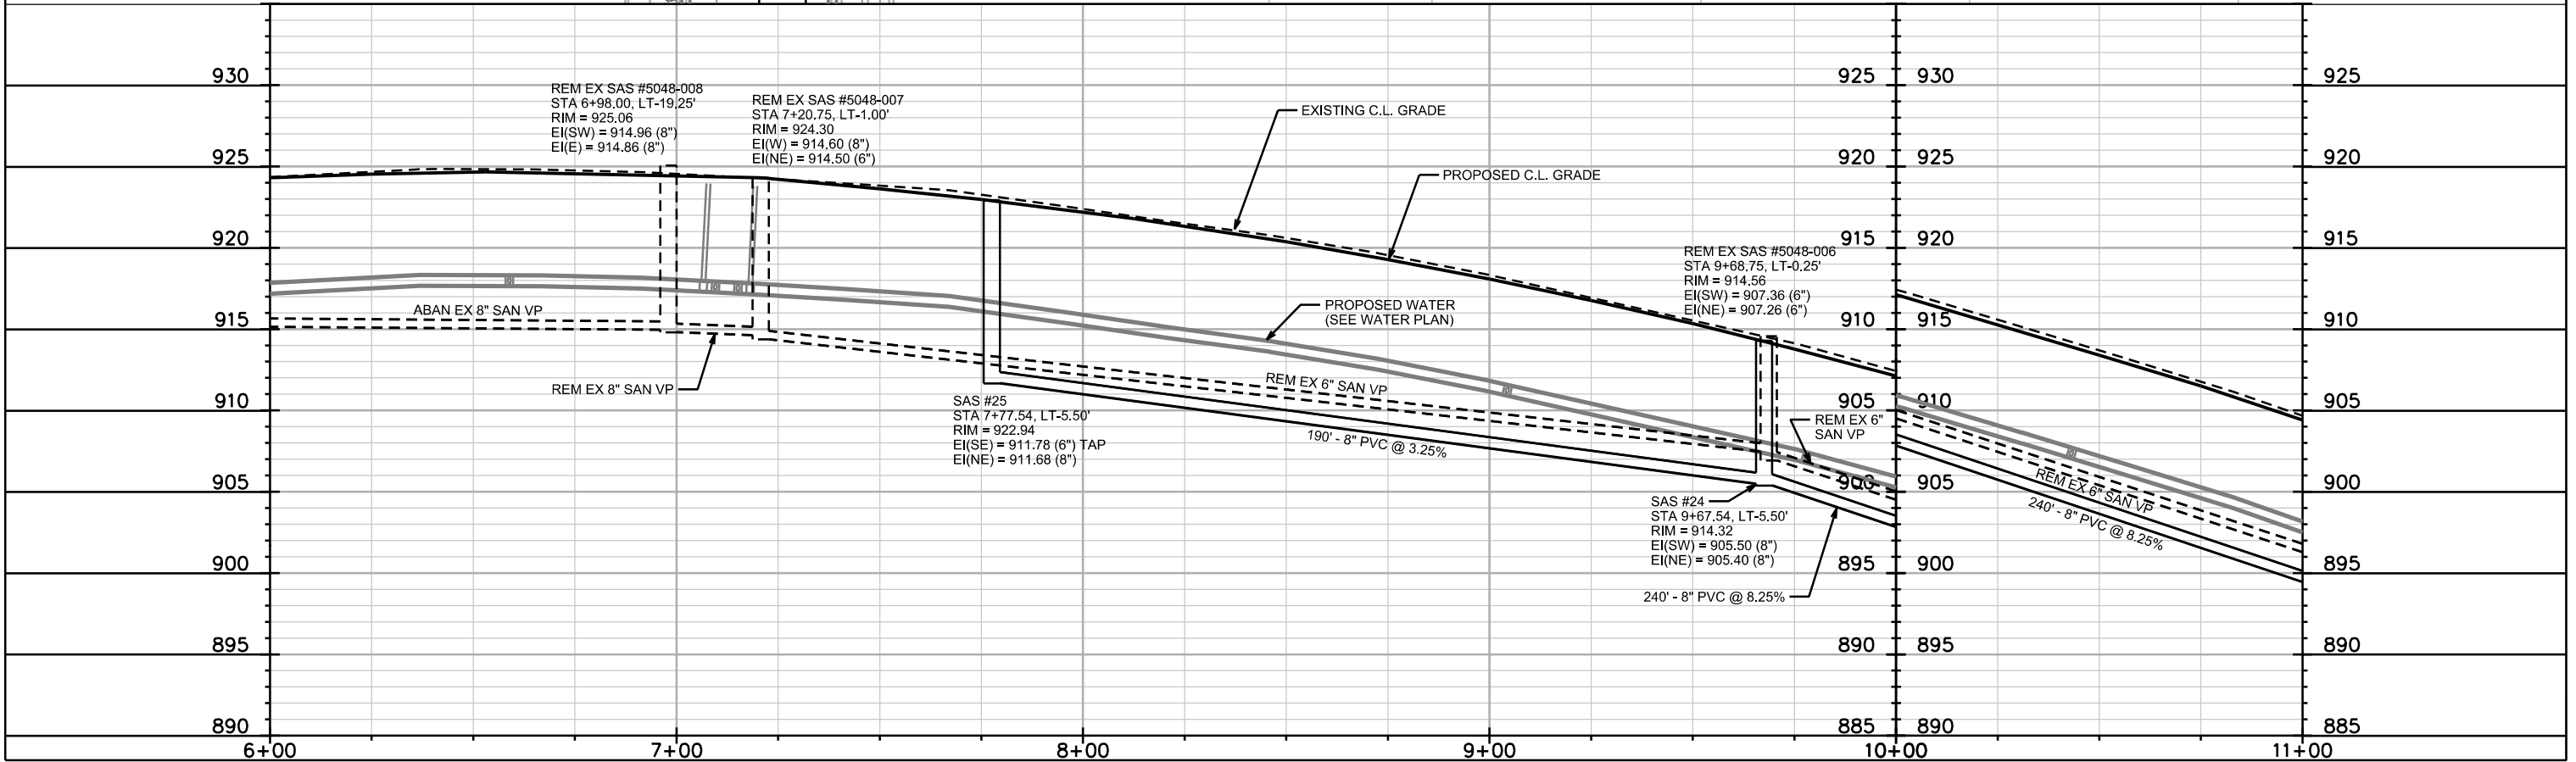 930
925
920
915
910
905
900
895
890
REM EX SAS #5048-008
STA 6+98.00, LT-19.25'
RIM = 925.06
EI(SW) = 914.96 (8")
EI(E) = 914.86 (8")
REM EX SAS #5048-007
STA 7+20.75, LT-1.00'
RIM = 924.30
EI(W) = 914.60 (8")
EI(NE) = 914.50 (6")
EXISTING C.L. GRADE
PROPOSED C.L. GRADE
REM EX SAS #5048-006
STA 9+68.75, LT-0.25'
RIM = 914.56
EI(SW) = 907.36 (6")
EI(NE) = 907.26 (6")
PROPOSED WATER
(SEE WATER PLAN)
ABAN EX 8" SAN VP
REM EX 8" SAN VP
REM EX 6" SAN VP
SAS #25
STA 7+77.54, LT-5.50'
RIM = 922.94
EI(SE) = 911.78 (6") TAP
EI(NE) = 911.68 (8")
190' - 8" PVC @ 3.25%
REM EX 6"
SAN VP
SAS #24
STA 9+67.54, LT-5.50'
RIM = 914.32
EI(SW) = 905.50 (8")
EI(NE) = 905.40 (8")
240' - 8" PVC @ 8.25%
925
920
915
910
905
900
895
890
885
930
925
920
915
910
905
900
895
890
REM EX 6" SAN VP
240' - 8" PVC @ 8.25%
925
920
915
910
905
900
895
890
885
6+00
7+00
8+00
9+00
10+00
11+00